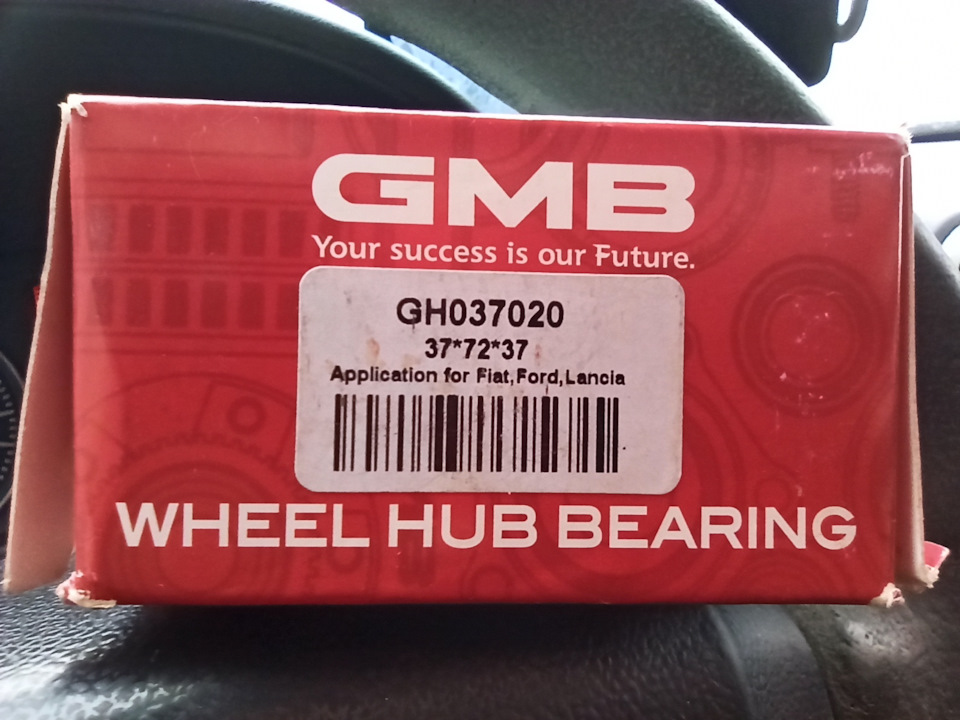 GMB
Your success is our Future.
GH037020
37*72*37
Application for Fiat,Ford,Lancia
WHEEL HUB BEARING